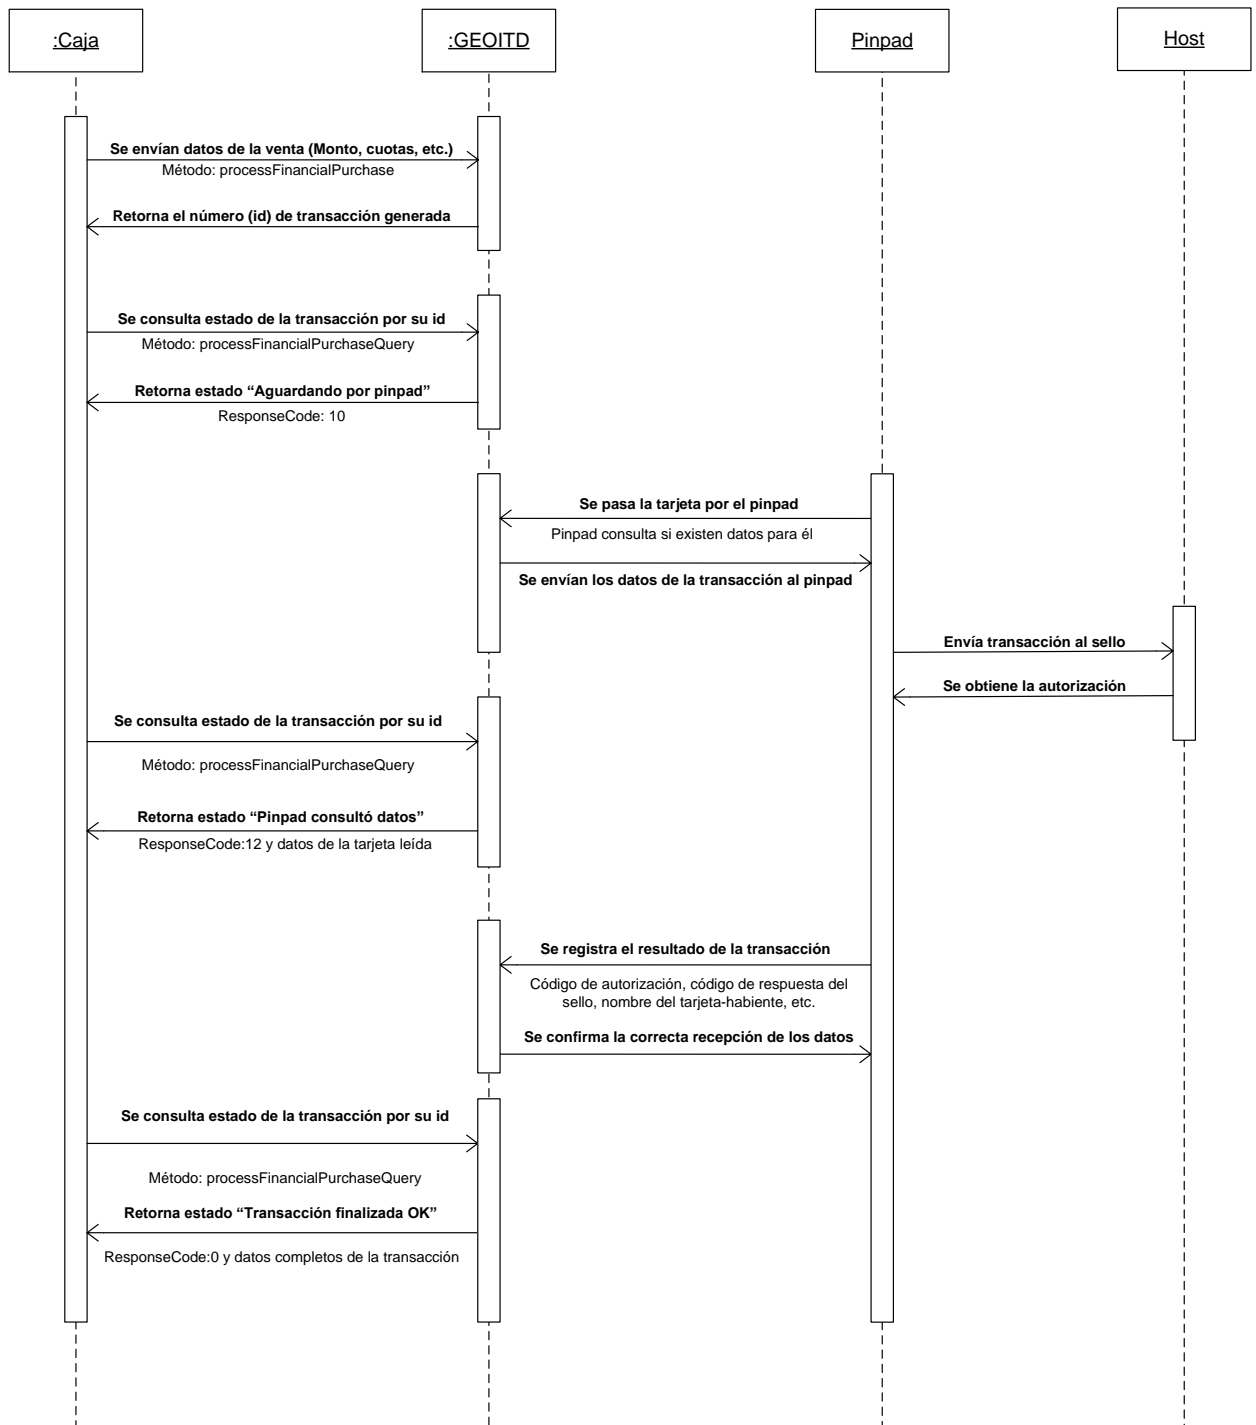 :Caja
:GEOITD
Pinpad
Host
Se envían datos de la venta (Monto, cuotas, etc.)
Método: processFinancialPurchase
Retorna el número (id) de transacción generada
Se consulta estado de la transacción por su id
Método: processFinancialPurchaseQuery
Retorna estado “Aguardando por pinpad”
ResponseCode: 10
Se pasa la tarjeta por el pinpad
Pinpad consulta si existen datos para él
Se envían los datos de la transacción al pinpad
Envía transacción al sello
Se obtiene la autorización
Se consulta estado de la transacción por su id
Método: processFinancialPurchaseQuery
Retorna estado “Pinpad consultó datos”
ResponseCode:12 y datos de la tarjeta leída
Se registra el resultado de la transacción
Código de autorización, código de respuesta del
sello, nombre del tarjeta-habiente, etc.
Se confirma la correcta recepción de los datos
Se consulta estado de la transacción por su id
Método: processFinancialPurchaseQuery
Retorna estado “Transacción finalizada OK”
ResponseCode:0 y datos completos de la transacción